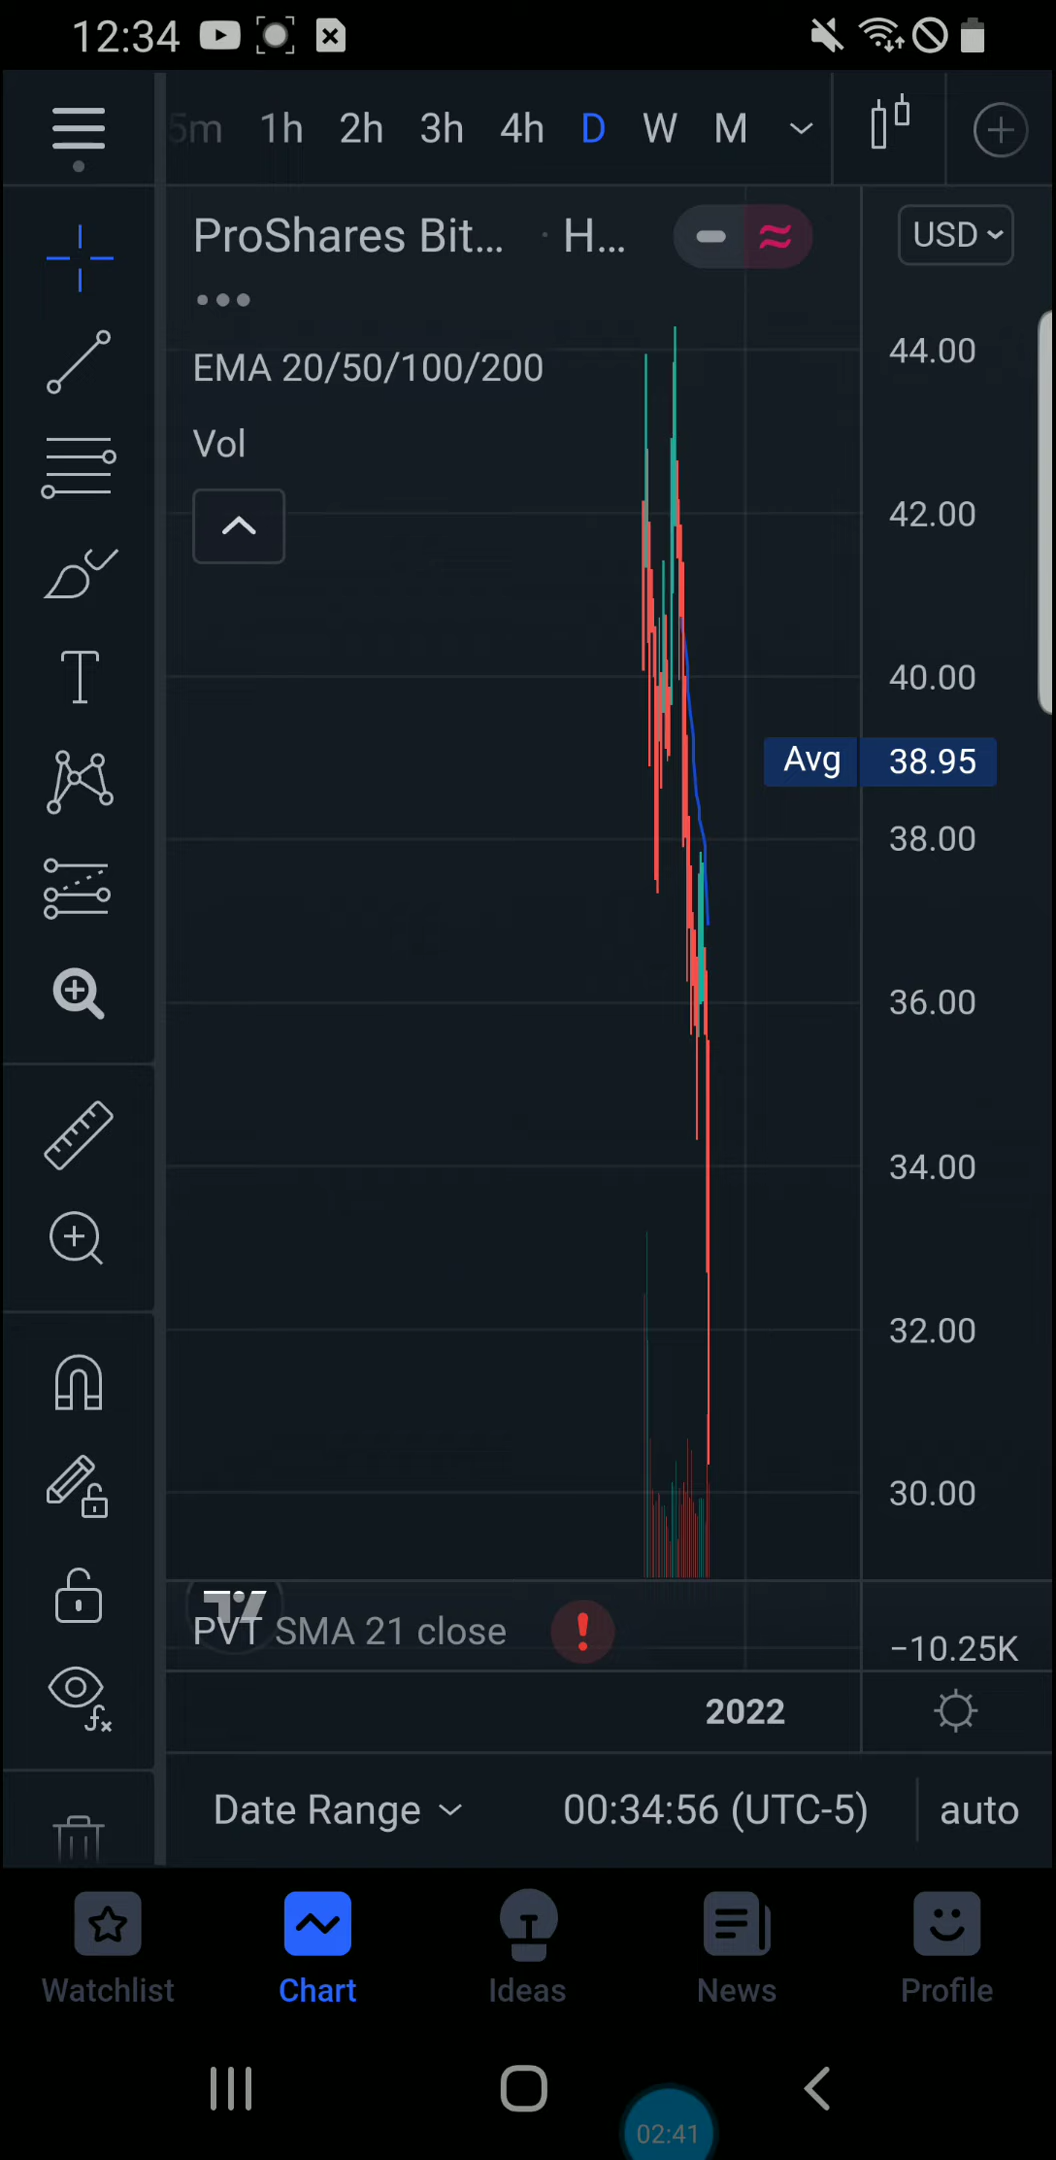 12:34
5m 1h 2h 3h 4h D W M
ProShares Bit... · H...
USD
EMA 20/50/100/200
Vol
44.00
42.00
40.00
Avg 38.95
38.00
36.00
34.00
32.00
30.00
PVT SMA 21 close
−10.25K
2022
Date Range 00:34:56 (UTC-5) auto
Watchlist Chart Ideas News Profile
02:41